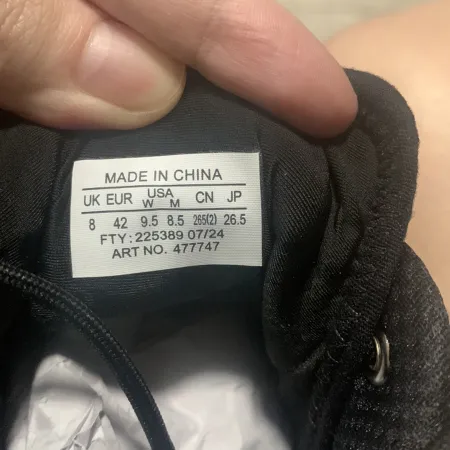 MADE IN CHINA
UK EUR USA W M CN JP
8 42 9.5 8.5 265(2) 26.5
FTY: 225389 07/24
ART NO. 477747